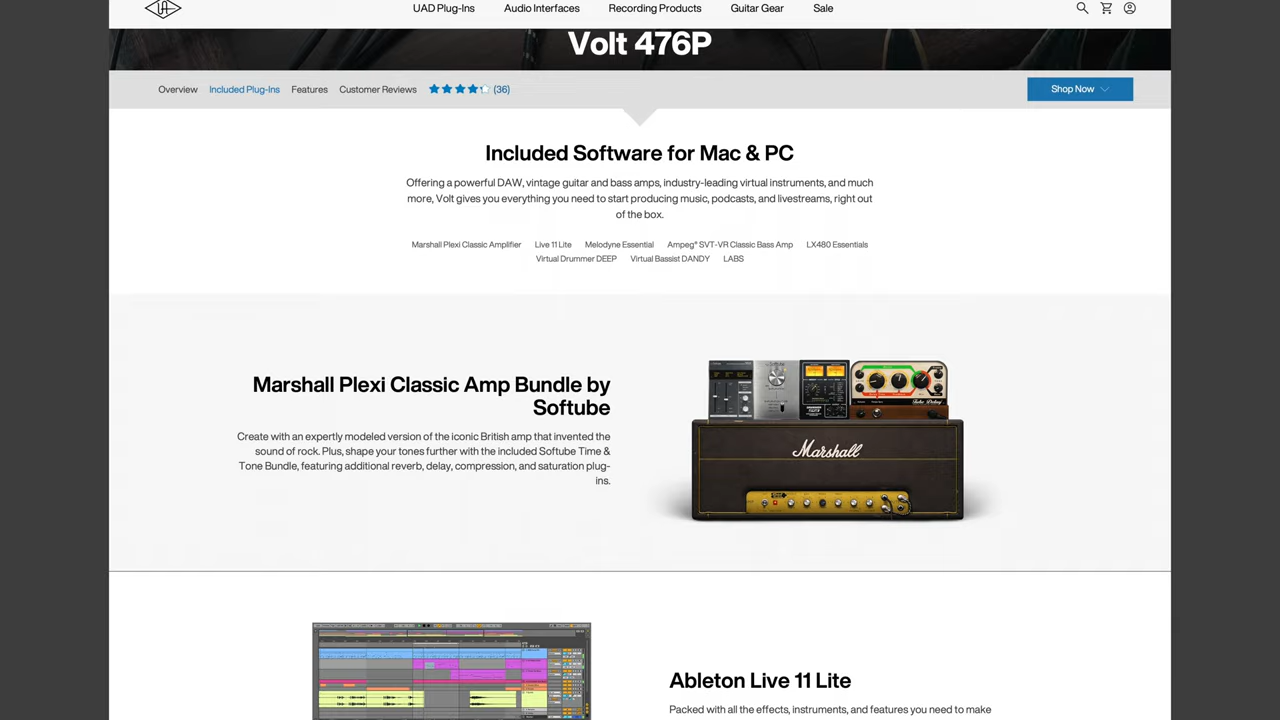 UAD Plug-Ins Audio Interfaces Recording Products Guitar Gear Sale
Volt 476P
Overview Included Plug-Ins Features Customer Reviews (36) Shop Now
Included Software for Mac & PC
Offering a powerful DAW, vintage guitar and bass amps, industry-leading virtual instruments, and much
more, Volt gives you everything you need to start producing music, podcasts, and livestreams, right out
of the box.
Marshall Plexi Classic Amplifier Live 11 Lite Melodyne Essential Ampeg® SVT-VR Classic Bass Amp LX480 Essentials
Virtual Drummer DEEP Virtual Bassist DANDY LABS
Marshall Plexi Classic Amp Bundle by
Softube
Create with an expertly modeled version of the iconic British amp that invented the
sound of rock. Plus, shape your tones further with the included Softube Time &
Tone Bundle, featuring additional reverb, delay, compression, and saturation plug-
ins.
Tube Delay
Marshall
Ableton Live 11 Lite
Packed with all the effects, instruments, and features you need to make